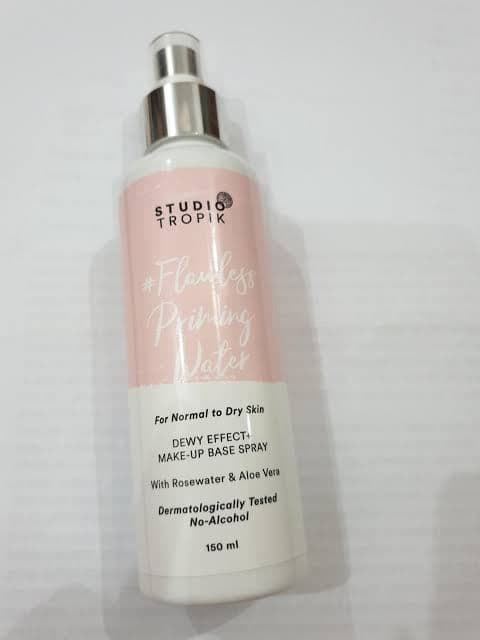 STUDIO
TROPIK
#Flawless
Priming
Water
For Normal to Dry Skin
DEWY EFFECT+
MAKE-UP BASE SPRAY
With Rosewater & Aloe Vera
Dermatologically Tested
No-Alcohol
150 ml